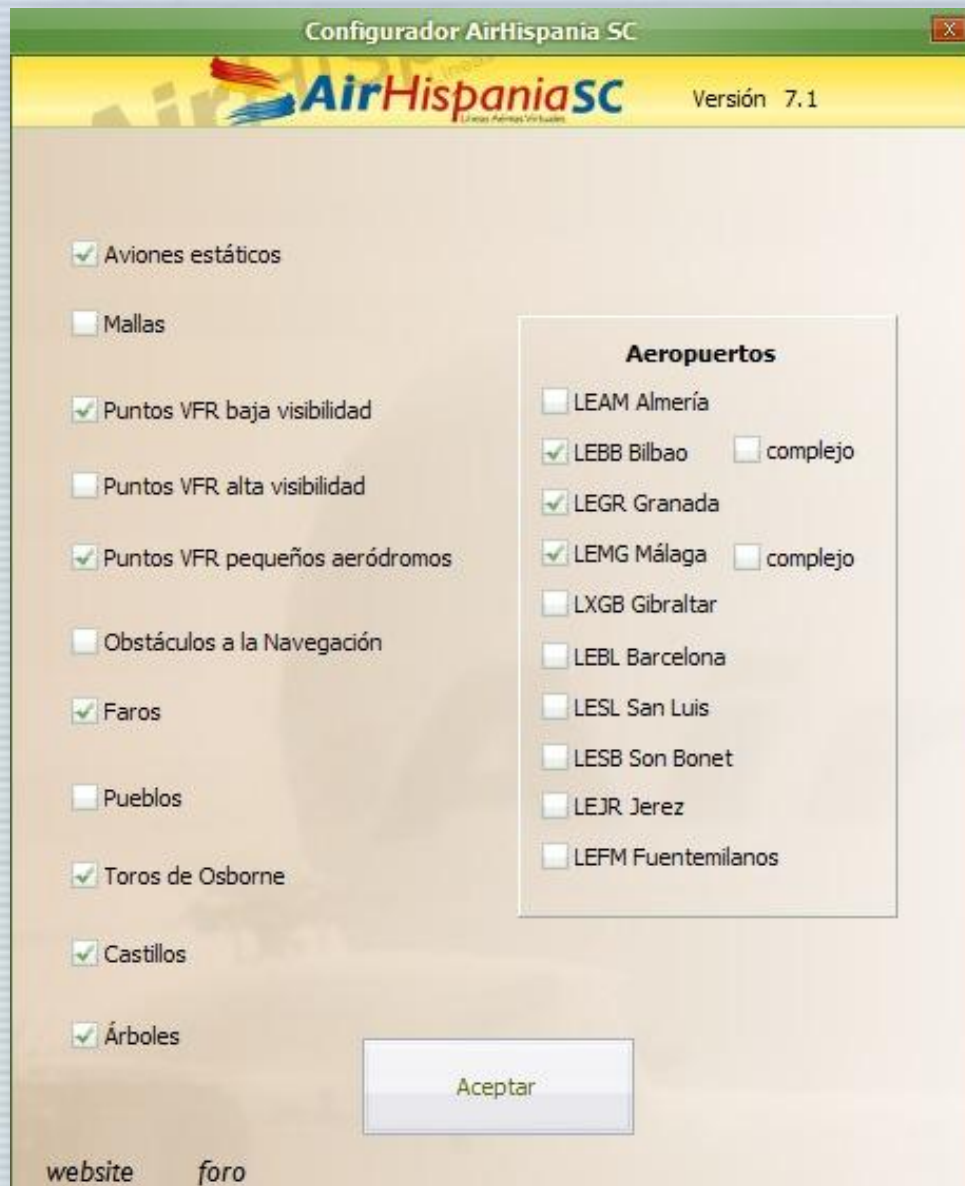 Configurador AirHispania SC
AirHispaniaSC
Líneas Aéreas Virtuales
Versión 7.1
Aviones estáticos
Mallas
Puntos VFR baja visibilidad
Puntos VFR alta visibilidad
Puntos VFR pequeños aeródromos
Obstáculos a la Navegación
Faros
Pueblos
Toros de Osborne
Castillos
Árboles
Aeropuertos
LEAM Almería
LEBB Bilbao complejo
LEGR Granada
LEMG Málaga complejo
LXGB Gibraltar
LEBL Barcelona
LESL San Luis
LESB Son Bonet
LEJR Jerez
LEFM Fuentemilanos
Aceptar
website foro